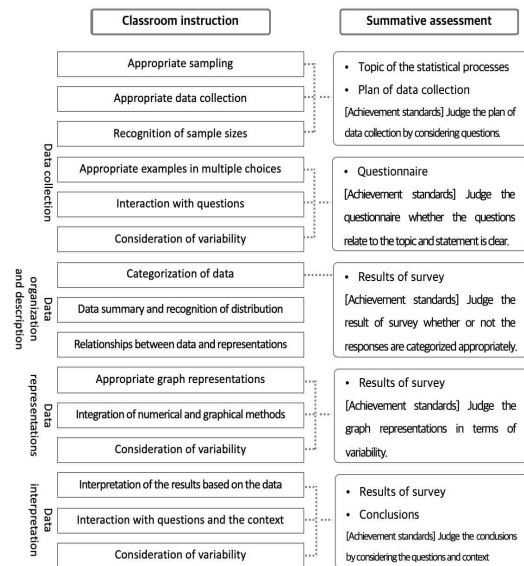 Classroom instruction
Summative assessment
Data collection
Appropriate sampling
Appropriate data collection
Recognition of sample sizes
• Topic of the statistical processes
• Plan of data collection
[Achievement standards] Judge the plan of
data collection by considering questions.
Appropriate examples in multiple choices
Interaction with questions
Consideration of variability
• Questionnaire
[Achievement standards] Judge the
questionnaire whether the questions
relate to the topic and statement is clear.
Data
organization
and description
Categorization of data
Data summary and recognition of distribution
Relationships between data and representations
• Results of survey
[Achievement standards] Judge the
result of survey whether or not the
responses are categorized appropriately.
Data
representations
Appropriate graph representations
Integration of numerical and graphical methods
Consideration of variability
• Results of survey
[Achievement standards] Judge the
graph representations in terms of
variability.
Data
interpretation
Interpretation of the results based on the data
Interaction with questions and the context
Consideration of variability
• Results of survey
• Conclusions
[Achievement standards] Judge the conclusions
by considering the questions and context